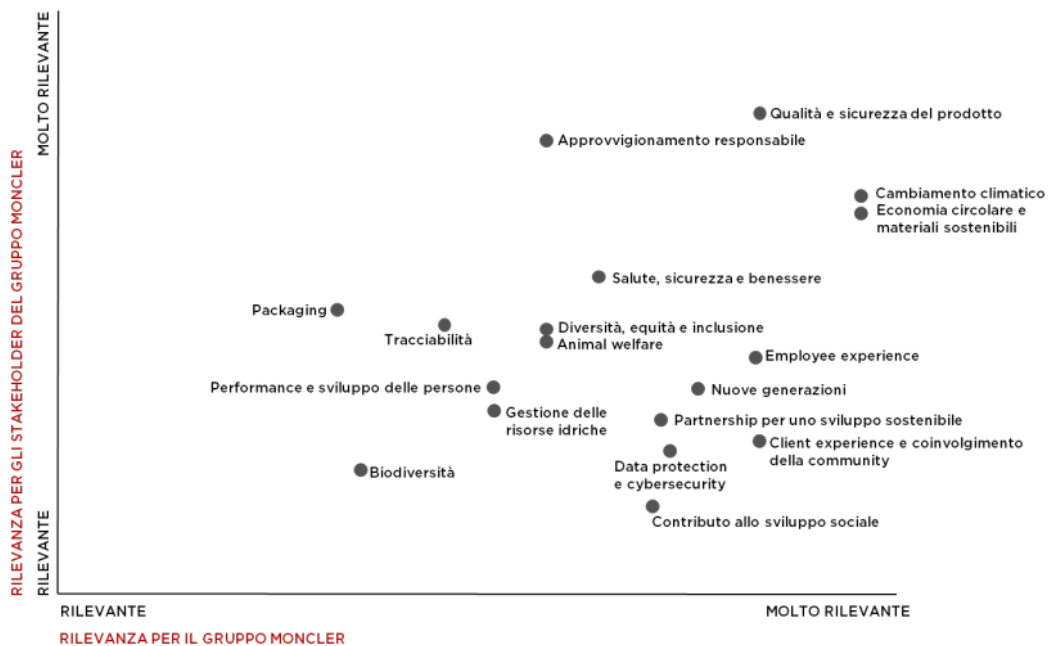 MOLTO RILEVANTE
RILEVANZA PER GLI STAKEHOLDER DEL GRUPPO MONCLER
RILEVANTE
Qualità e sicurezza del prodotto
Approvvigionamento responsabile
Cambiamento climatico
Economia circolare e
materiali sostenibili
Salute, sicurezza e benessere
Packaging
Tracciabilità
Diversità, equità e inclusione
Animal welfare
Employee experience
Performance e sviluppo delle persone
Nuove generazioni
Gestione delle
risorse idriche
Partnership per uno sviluppo sostenibile
Client experience e coinvolgimento
della community
Data protection
e cybersecurity
Biodiversità
Contributo allo sviluppo sociale
RILEVANTE
MOLTO RILEVANTE
RILEVANZA PER IL GRUPPO MONCLER